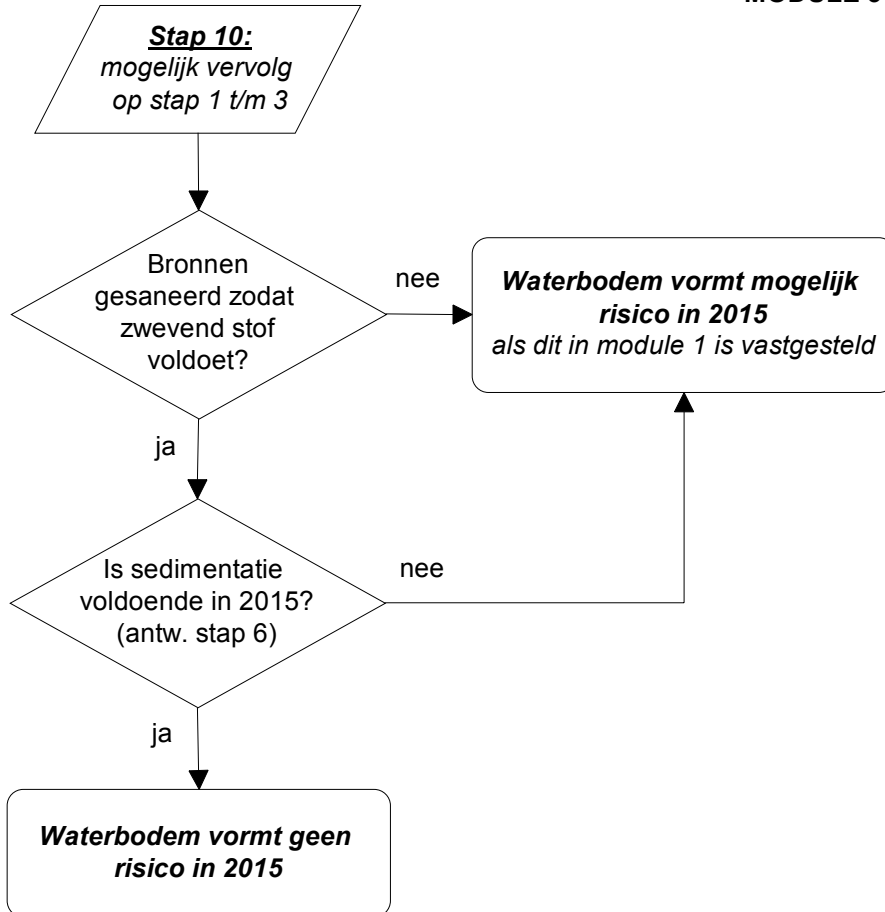 MODULE
Stap 10:
mogelijk vervolg
op stap 1 t/m 3
Bronnen
gesaneerd zodat
zwevend stof
voldoet?
nee
Waterbodem vormt mogelijk
risico in 2015
als dit in module 1 is vastgesteld
ja
Is sedimentatie
voldoende in 2015?
(antw. stap 6)
nee
ja
Waterbodem vormt geen
risico in 2015